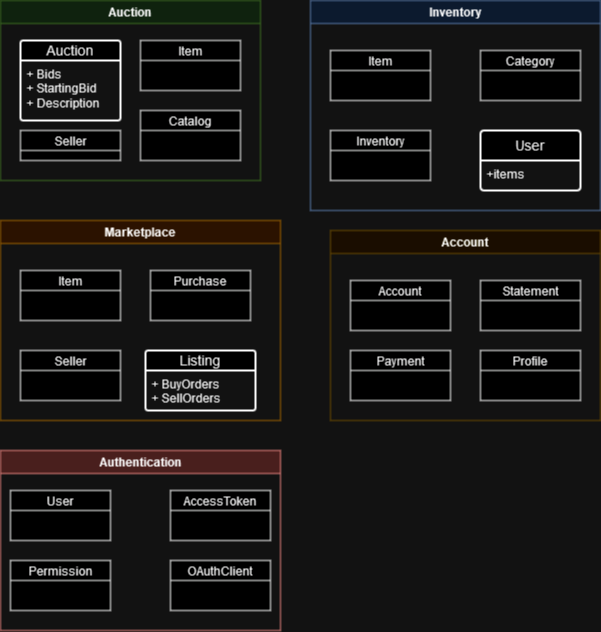 Auction
Auction
+ Bids
+ StartingBid
+ Description
Item
Seller
Catalog
Inventory
Item
Category
Inventory
User
+items
Marketplace
Item
Purchase
Seller
Listing
+ BuyOrders
+ SellOrders
Account
Account
Statement
Payment
Profile
Authentication
User
AccessToken
Permission
OAuthClient